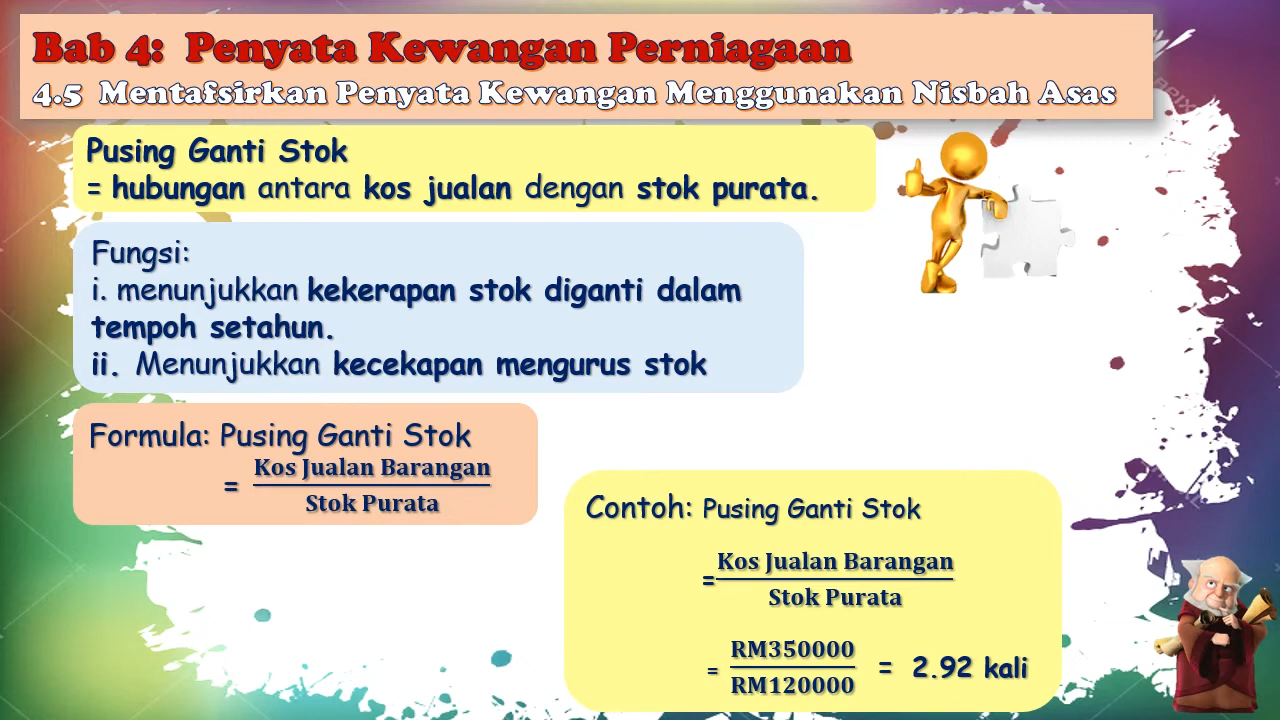 Bab 4: Penyata Kewangan Perniagaan
4.5 Mentafsirkan Penyata Kewangan Menggunakan Nisbah Asas
Pusing Ganti Stok
= hubungan antara kos jualan dengan stok purata.
Fungsi:
i. menunjukkan kekerapan stok diganti dalam
tempoh setahun.
ii. Menunjukkan kecekapan mengurus stok
Formula: Pusing Ganti Stok
= Kos Jualan Barangan
Stok Purata
Contoh: Pusing Ganti Stok
= Kos Jualan Barangan
Stok Purata
= RM350000
RM120000
= 2.92 kali